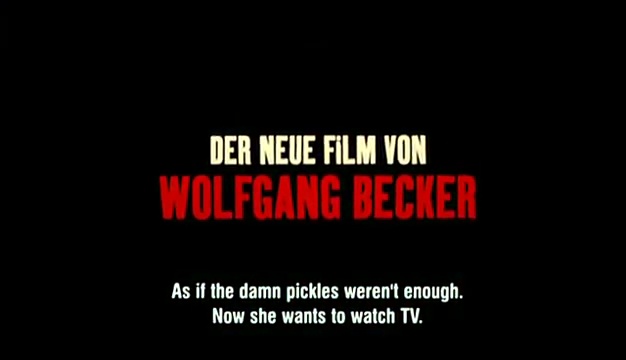 DER NEUE FiLM VON
WOLFGANG BECKER
As if the damn pickles weren't enough.
Now she wants to watch TV.